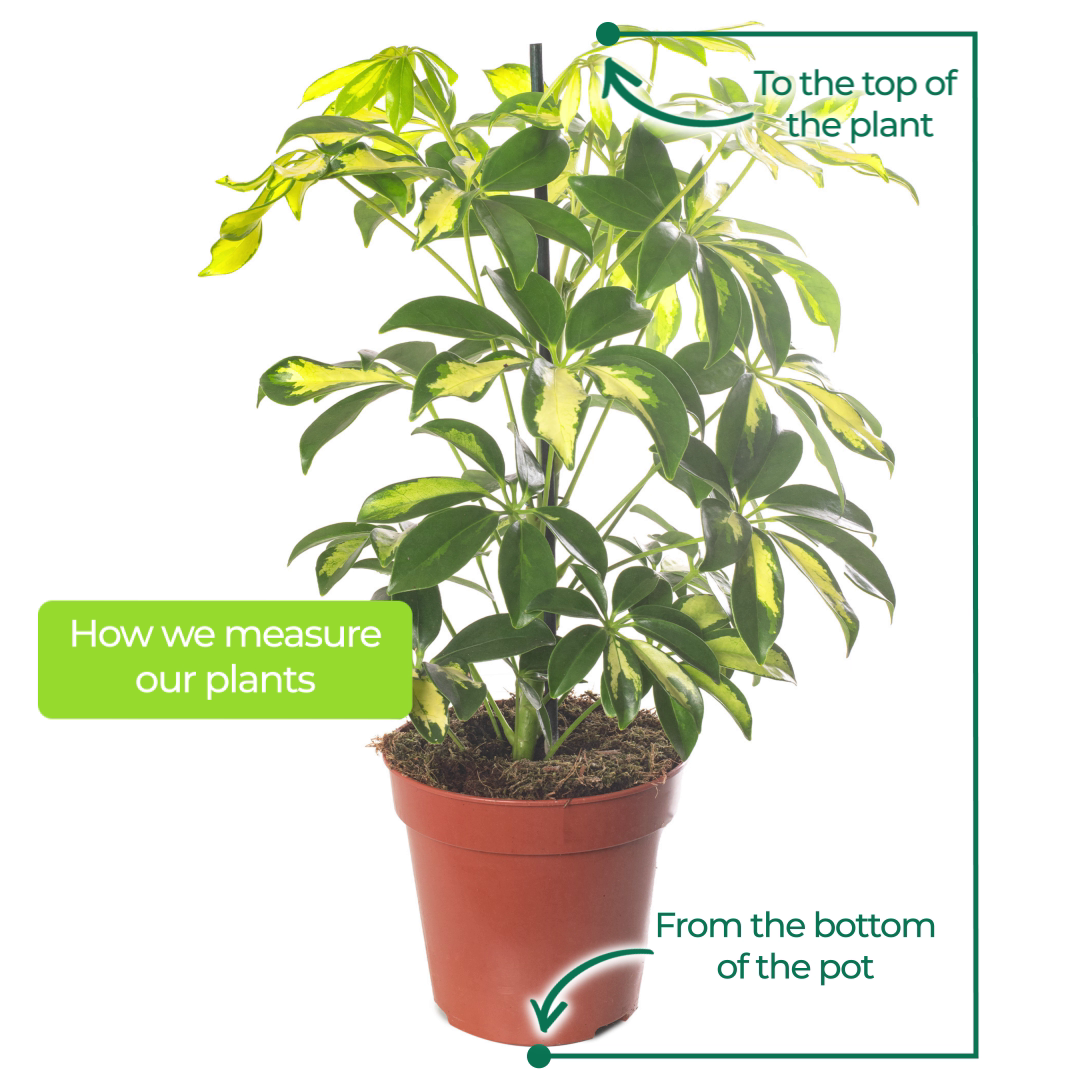 To the top of
the plant
How we measure
our plants
From the bottom
of the pot